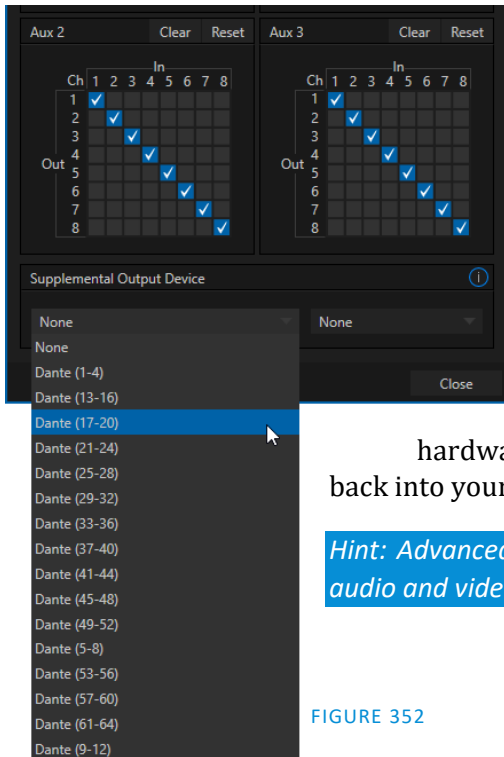 Aux 2 Clear Reset
In
Ch 1 2 3 4 5 6 7 8
1
2
3
Out 4
5
6
7
8
Aux 3 Clear Reset
In
Ch 1 2 3 4 5 6 7 8
1
2
3
Out 4
5
6
7
8
Supplemental Output Device
None
None
None
Dante (1-4)
Dante (13-16)
Dante (17-20)
Dante (21-24)
Dante (25-28)
Dante (29-32)
Dante (33-36)
Dante (37-40)
Dante (41-44)
Dante (45-48)
Dante (49-52)
Dante (5-8)
Dante (53-56)
Dante (57-60)
Dante (61-64)
Dante (9-12)
Close
hardwa
back into your
Hint: Advanced
audio and vide
FIGURE 352